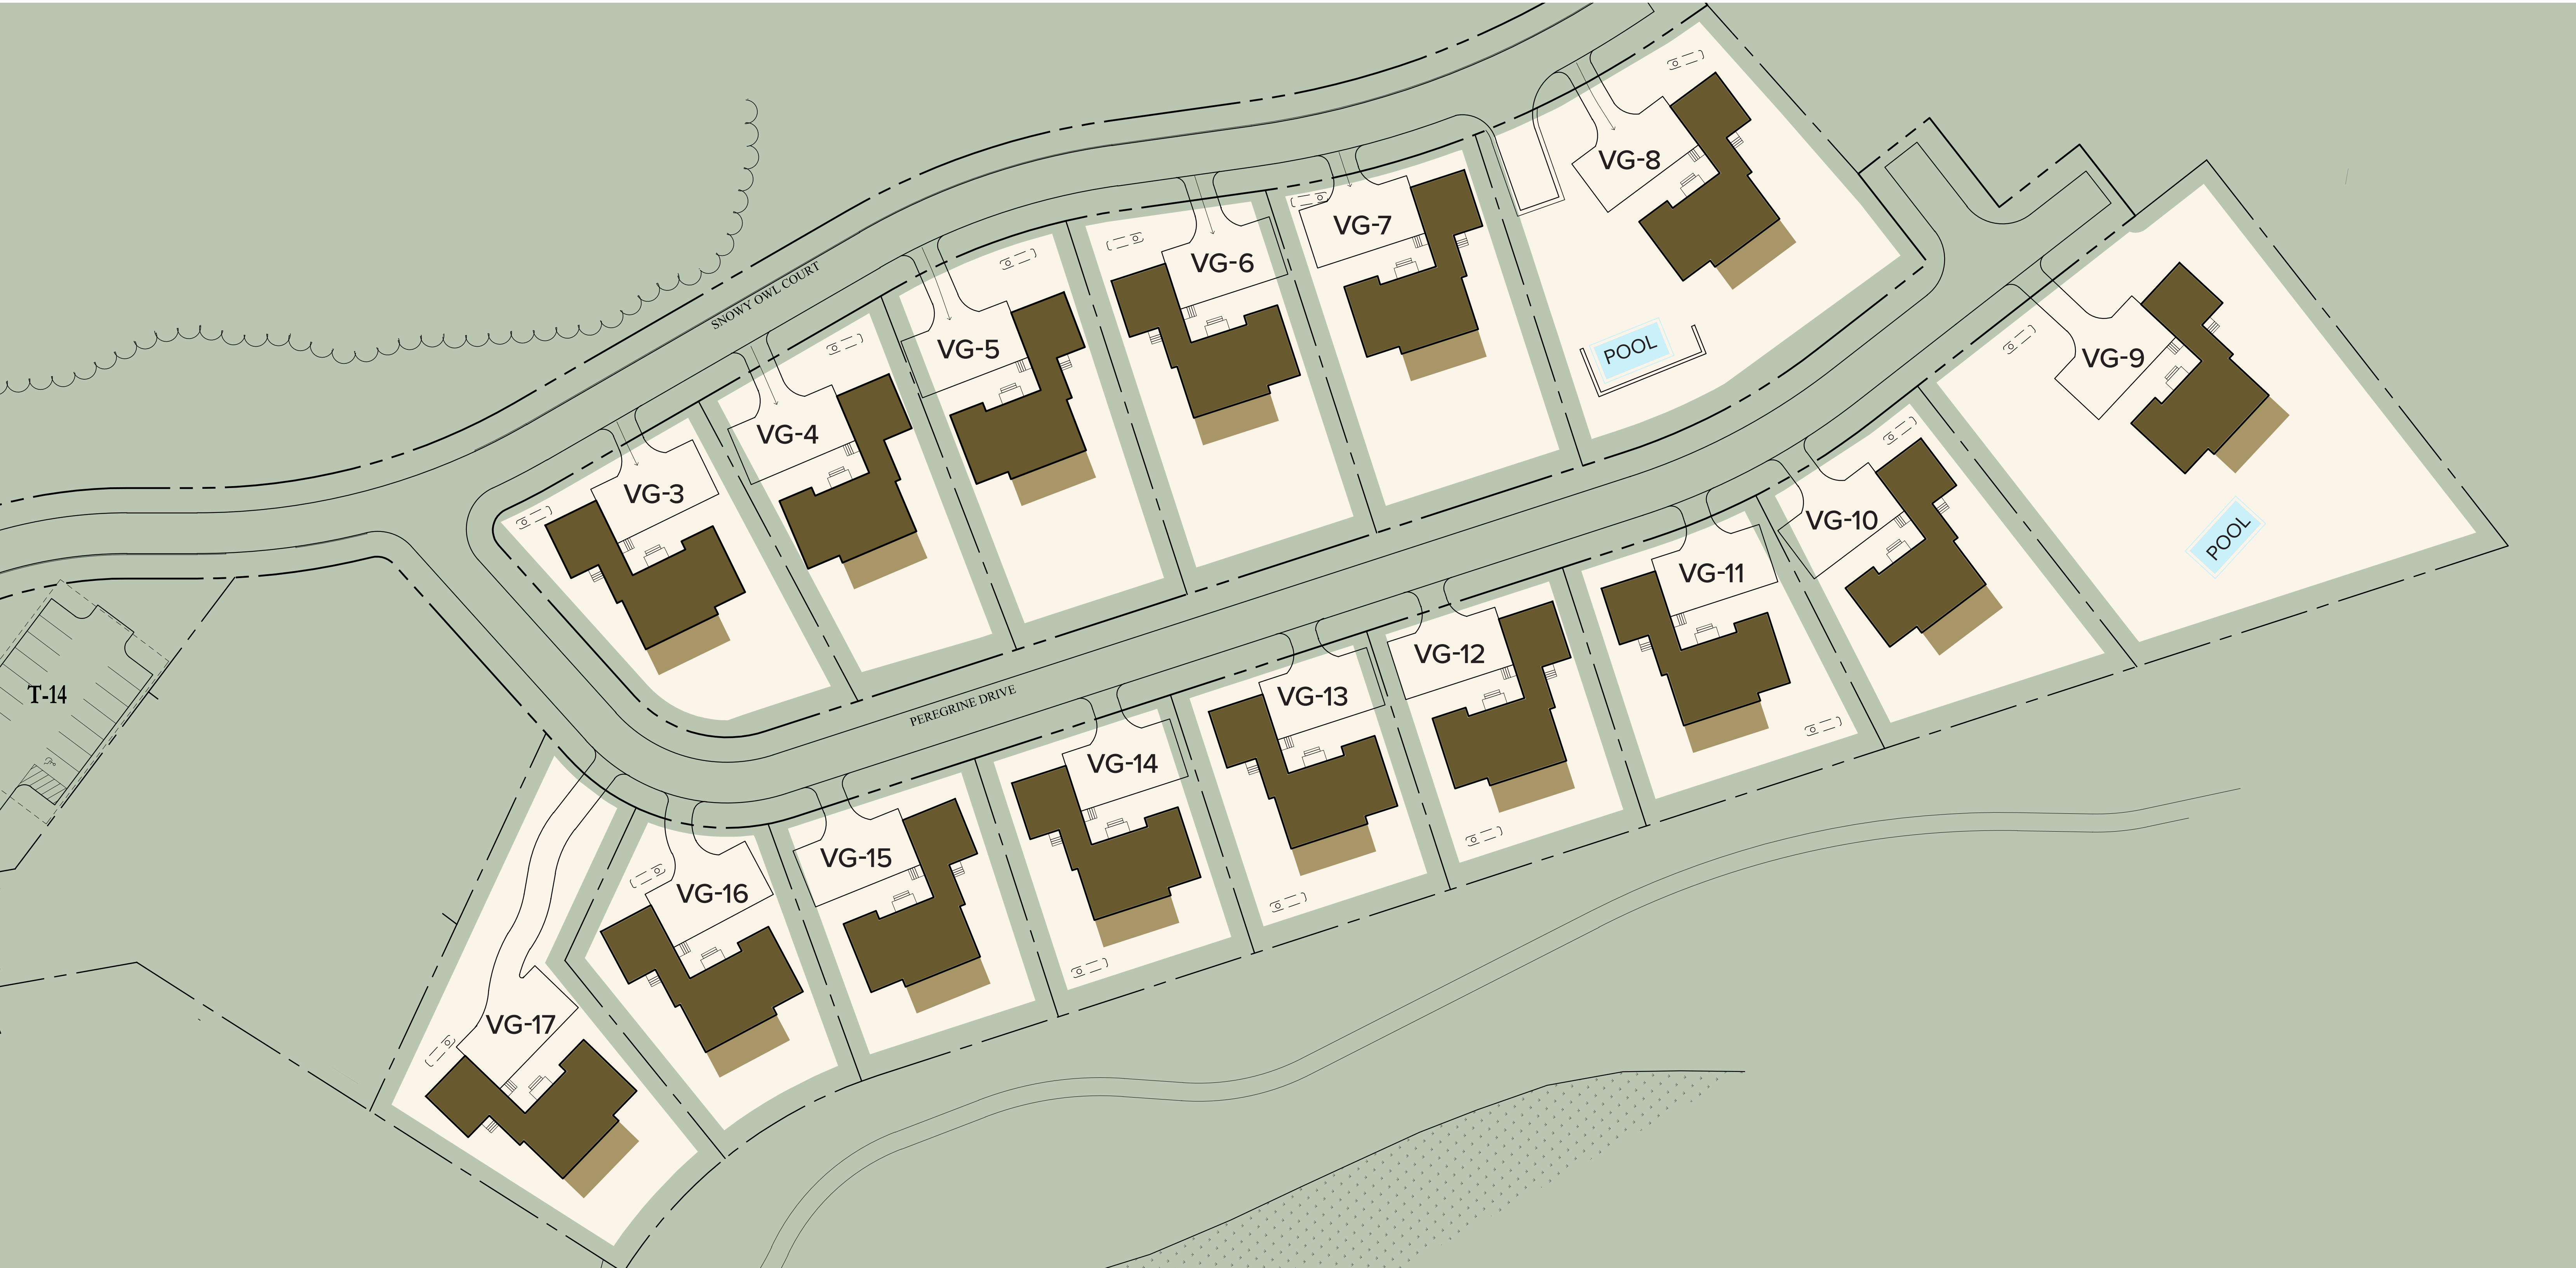 VG-8
VG-7
VG-6
SNOWY OWL COURT
VG-5
POOL
VG-9
VG-4
VG-3
VG-10
POOL
VG-11
VG-12
T-14
VG-13
PEREGRINE DRIVE
VG-14
VG-15
VG-16
VG-17